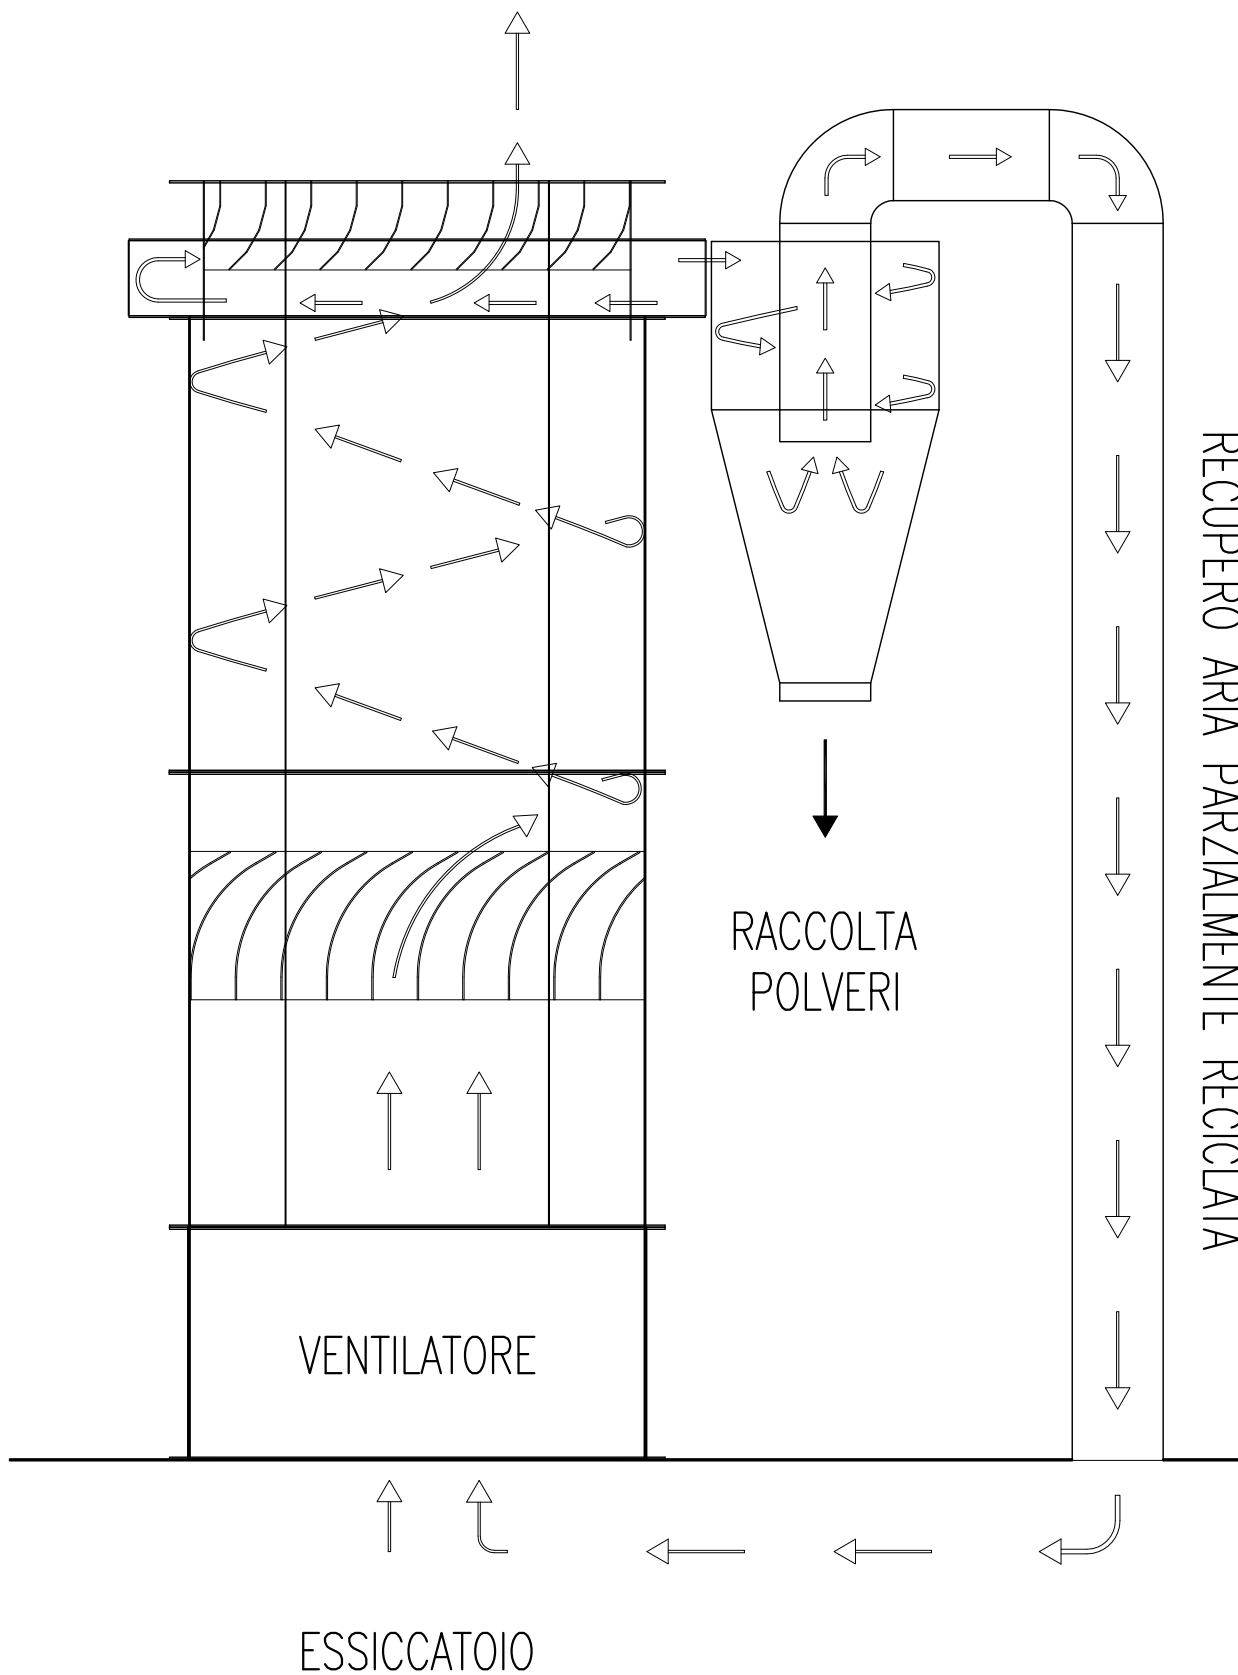 RECUPERO ARIA PARZIALMENTE RECICLATA
RACCOLTA
POLVERI
VENTILATORE
ESSICCATOIO